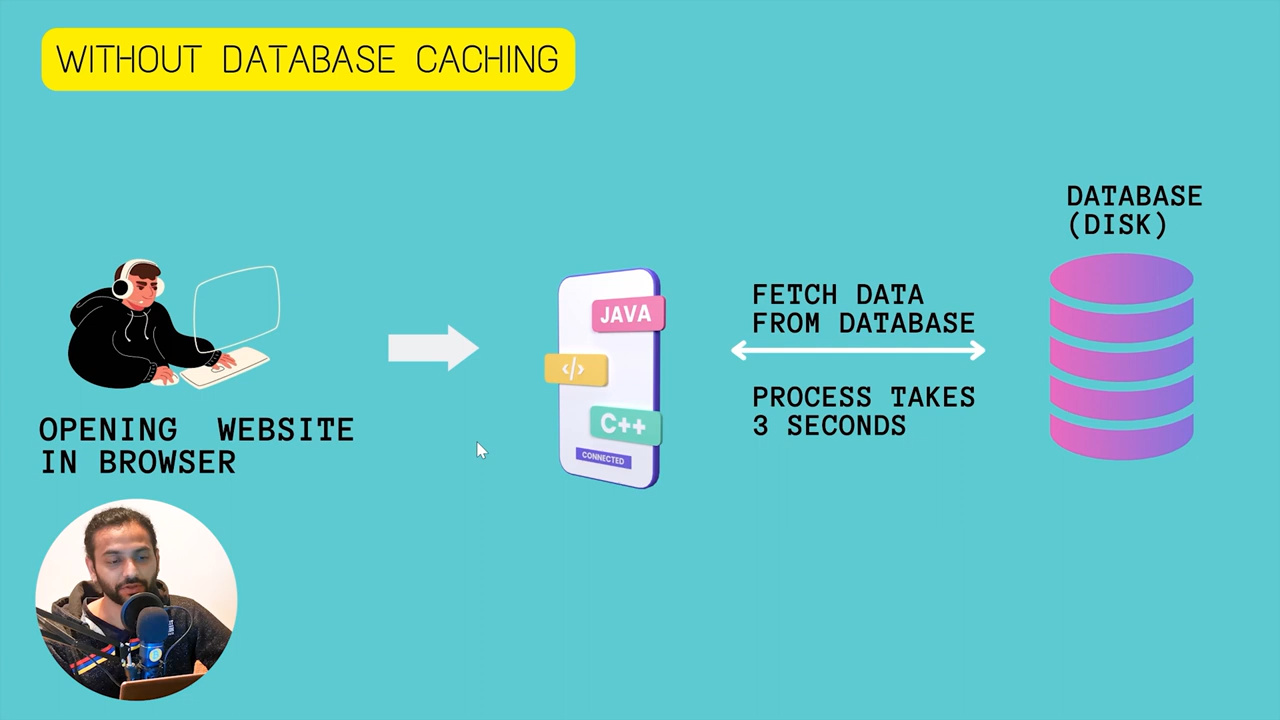 WITHOUT DATABASE CACHING
DATABASE
(DISK)
JAVA
</>
C++
CONNECTED
FETCH DATA
FROM DATABASE
PROCESS TAKES
3 SECONDS
OPENING WEBSITE
IN BROWSER